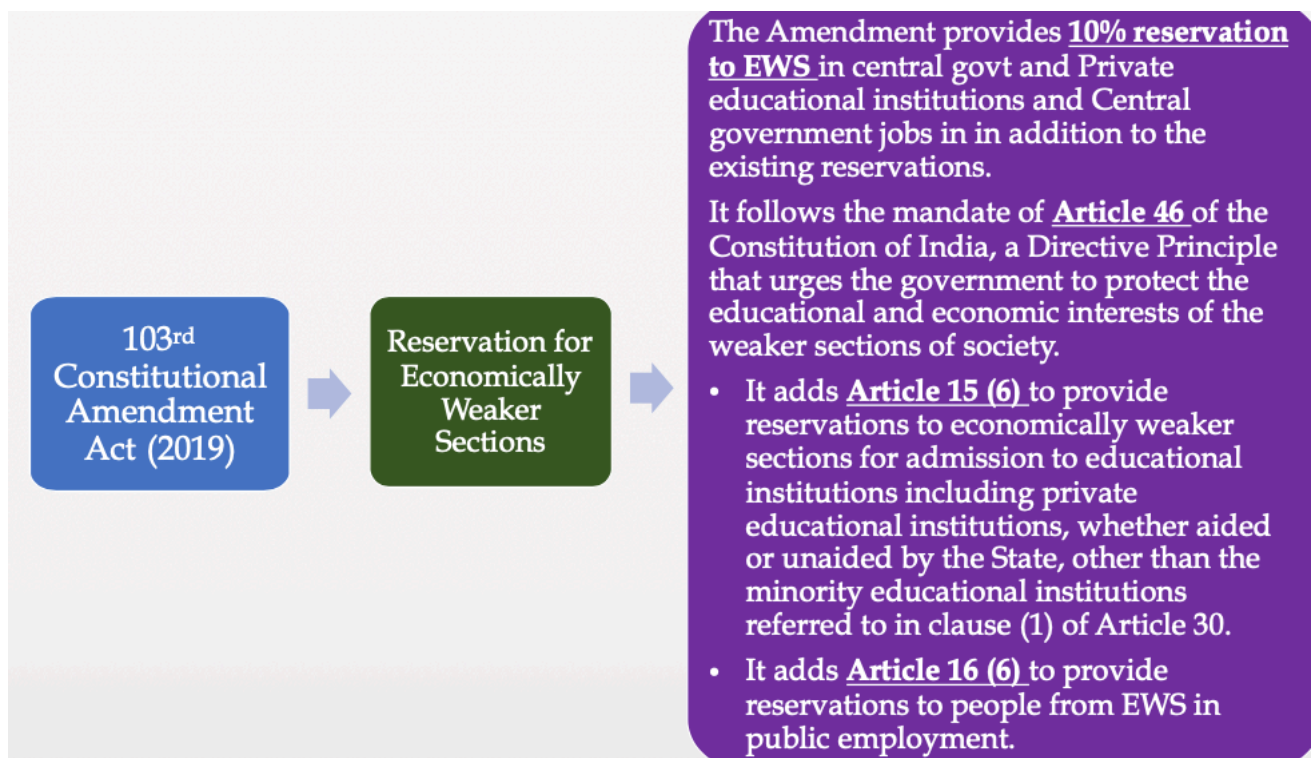 103rd
Constitutional
Amendment
Act (2019)
Reservation for
Economically
Weaker
Sections
The Amendment provides 10% reservation
to EWS in central govt and Private
educational institutions and Central
government jobs in in addition to the
existing reservations.
It follows the mandate of Article 46 of the
Constitution of India, a Directive Principle
that urges the government to protect the
educational and economic interests of the
weaker sections of society.
• It adds Article 15 (6) to provide
reservations to economically weaker
sections for admission to educational
institutions including private
educational institutions, whether aided
or unaided by the State, other than the
minority educational institutions
referred to in clause (1) of Article 30.
• It adds Article 16 (6) to provide
reservations to people from EWS in
public employment.